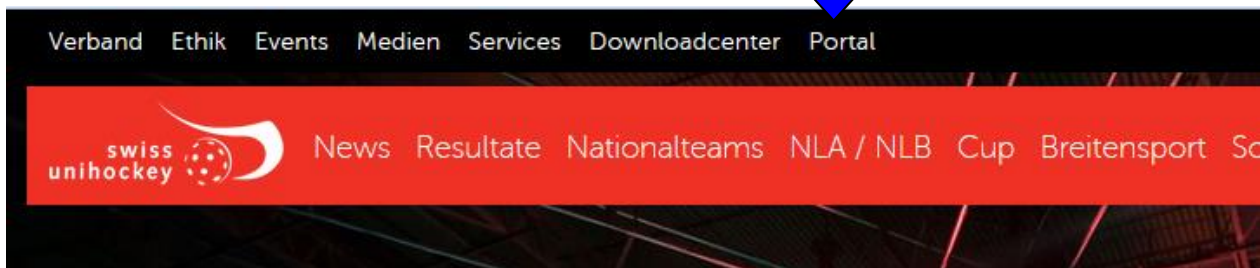 Verband Ethik Events Medien Services Downloadcenter Portal
swiss
unihockey
News Resultate Nationalteams NLA / NLB Cup Breitensport